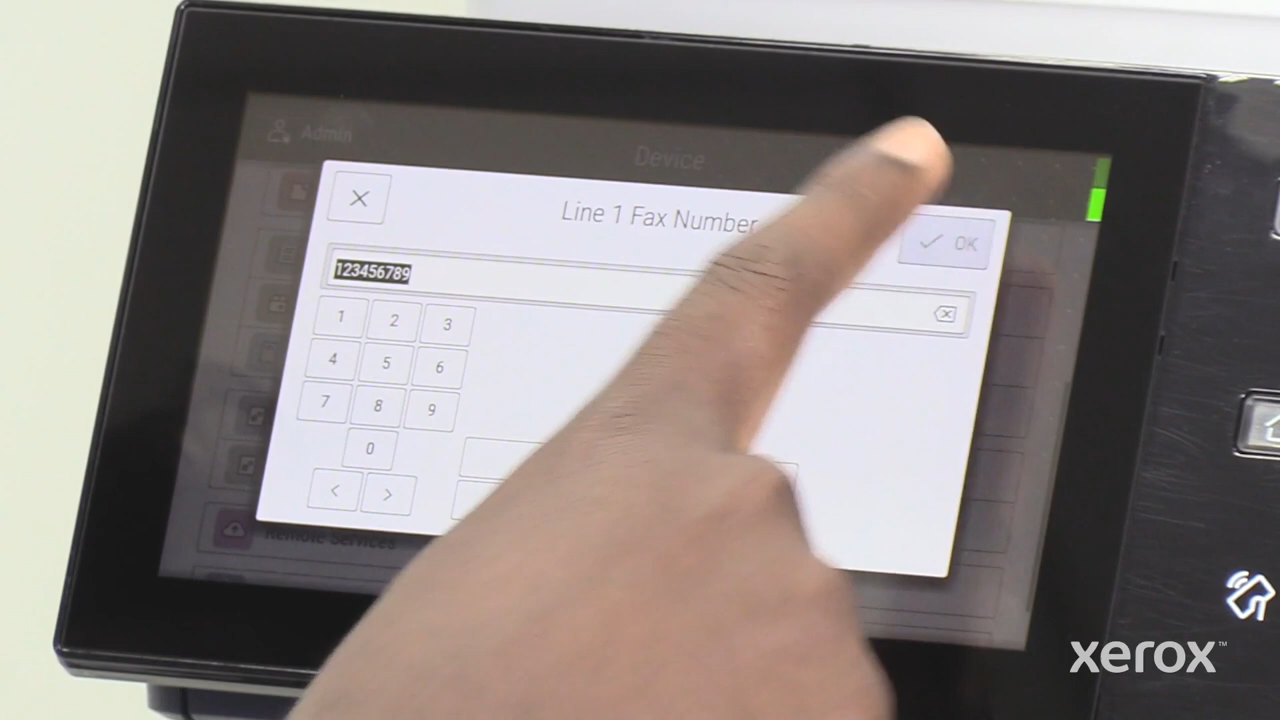 Admin
Device
Line 1 Fax Number
OK
123456789
1 2 3
4 5 6
7 8 9
0
< >
Remote Services
xerox™